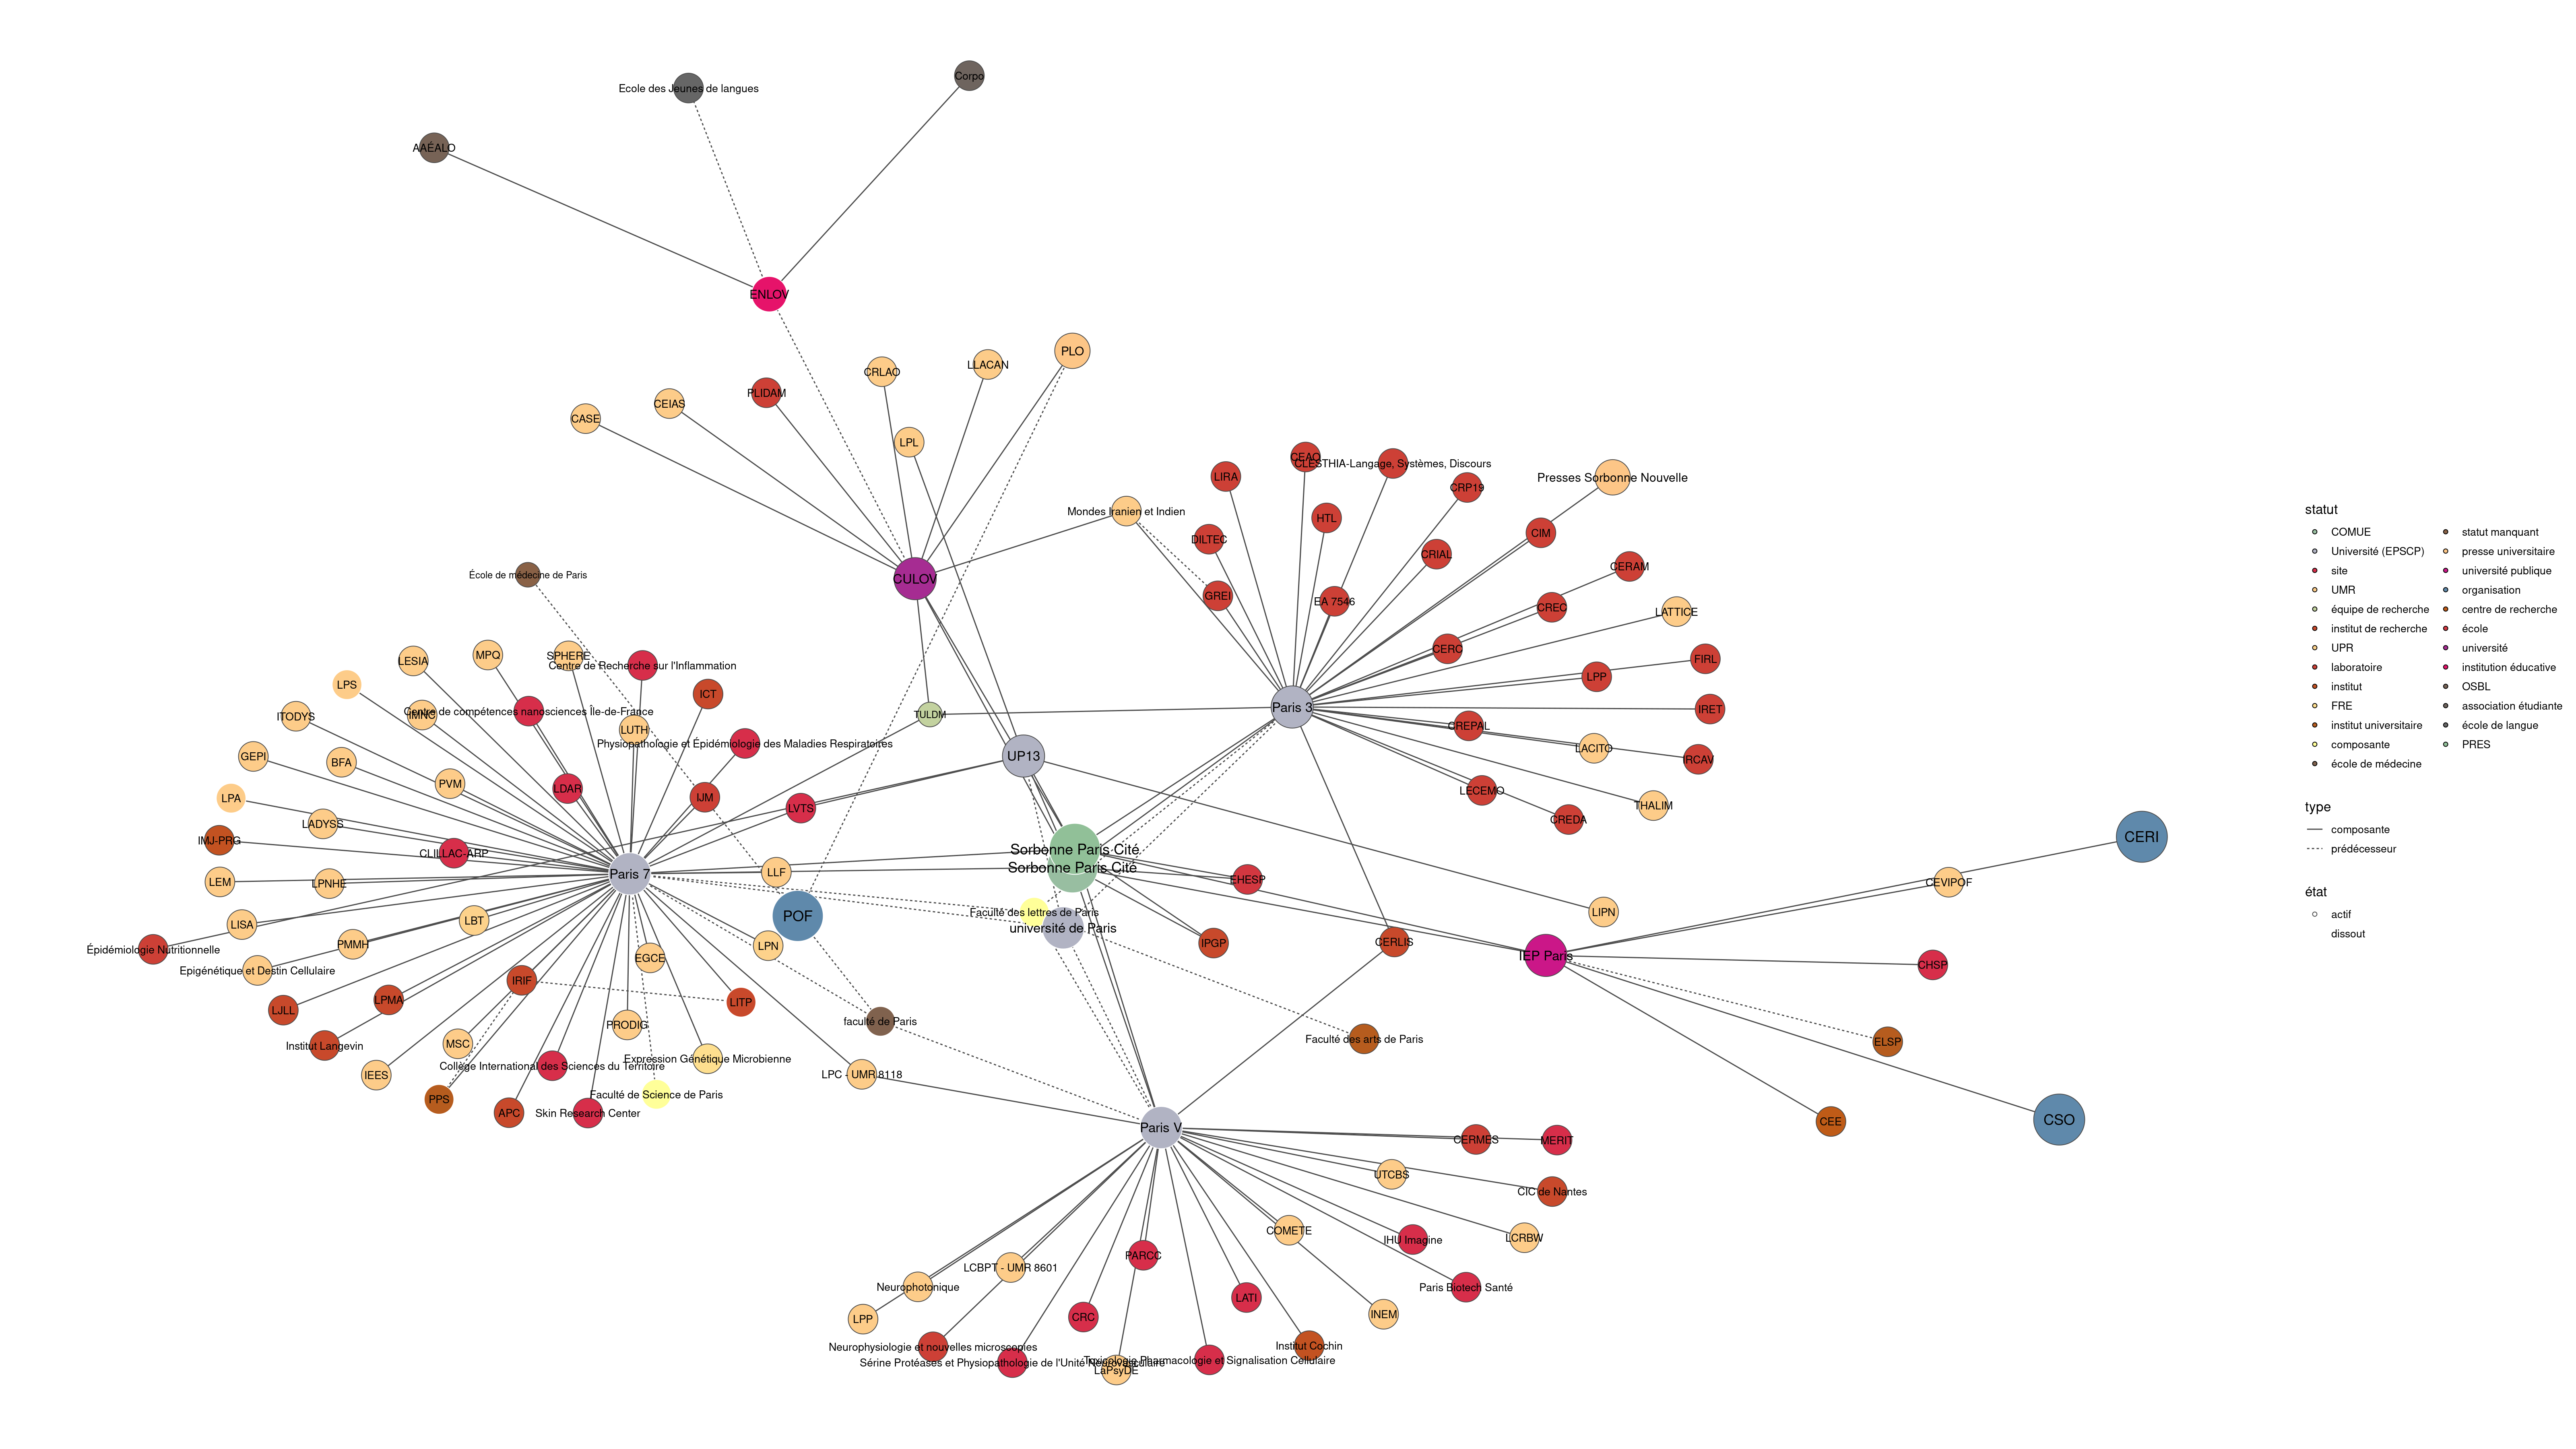 Corpo
Ecole des Jeunes de langues
AAÉALO
ENLOV
PLO
LLACAN
CRLAO
PLIDAM
CEIAS
CASE
LPL
CEAO
CLESTHIA-Langage, Systèmes, Discours
LIRA
Presses Sorbonne Nouvelle
CRP19
Mondes Iranien et Indien
HTL
CIM
DILTEC
CRIAL
CERAM
École de médecine de Paris
CULOV
GREI
EA 7546
CREC
LATTICE
CERC
SPHERE
MPQ
LESIA
Centre de Recherche sur l'Inflammation
FIRL
LPP
LPS
ICT
Paris 3
IRET
Centre de compétences nanosciences Île-de-France
IMNC
ITODYS
TULDM
CREPAL
LUTH
Physiopathologie et Épidémiologie des Maladies Respiratoires
LACITO
UP13
GEPI
IRCAV
BFA
PVM
LDAR
LECEMO
IJM
LPA
THALIM
LVTS
CREDA
LADYSS
CERI
IMJ-PRG
Sorbonne Paris Cité
CLILLAC-ARP
Sorbonne Paris Cité
LLF
Paris 7
EHESP
LEM
LPNHE
CEVIPOF
Faculté des lettres de Paris
LIPN
POF
LBT
LISA
université de Paris
PMMH
LPN
IPGP
CERLIS
Épidémiologie Nutritionnelle
IEP Paris
EGCE
CHSP
Epigénétique et Destin Cellulaire
IRIF
LPMA
LITP
LJLL
faculté de Paris
PRODIG
Faculté des arts de Paris
ELSP
MSC
Institut Langevin
Expression Génétique Microbienne
Collège International des Sciences du Territoire
IEES
LPC - UMR 8118
Faculté de Science de Paris
PPS
APC
Skin Research Center
CSO
CEE
Paris V
CERMES
MERIT
UTCBS
CIC de Nantes
COMETE
LCRBW
IHU Imagine
PARCC
LCBPT - UMR 8601
Neurophotonique
Paris Biotech Santé
LATI
INEM
CRC
LPP
Institut Cochin
Neurophysiologie et nouvelles microscopies
Sérine Protéases et Physiopathologie de l'Unité Neurovasculaire
Toxicologie Pharmacologie et Signalisation Cellulaire
LaPsyDE
statut
COMUE
Université (EPSCP)
site
UMR
équipe de recherche
institut de recherche
UPR
laboratoire
institut
FRE
institut universitaire
composante
école de médecine
statut manquant
presse universitaire
université publique
organisation
centre de recherche
école
université
institution éducative
OSBL
association étudiante
école de langue
PRES
type
composante
prédécesseur
état
actif
dissout